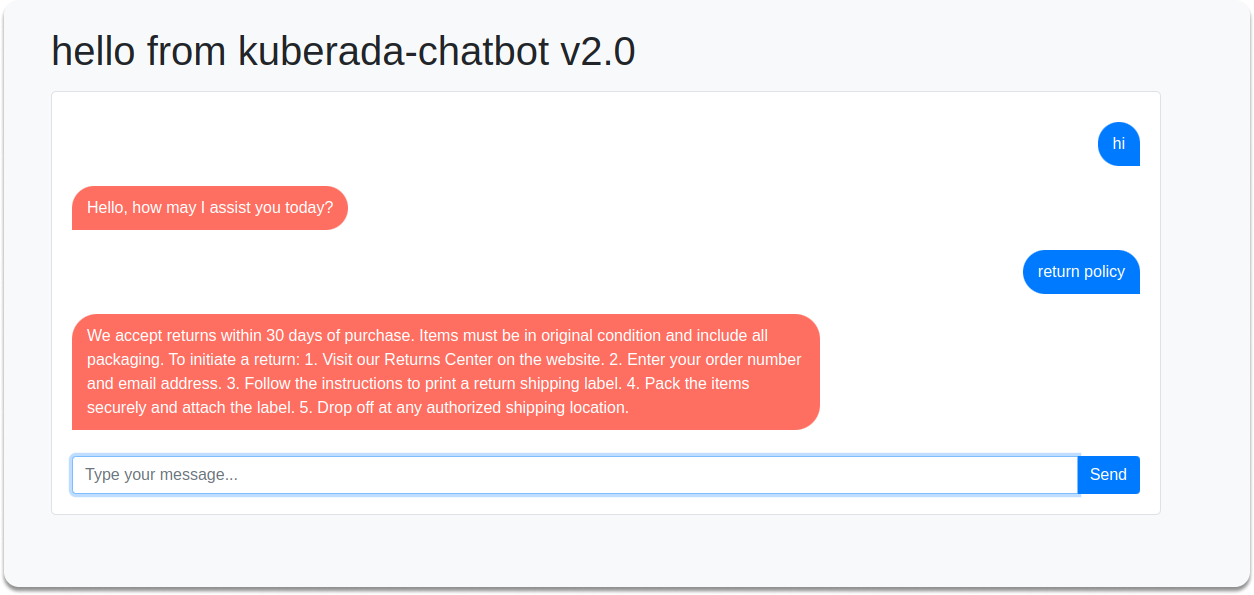 hello from kuberada-chatbot v2.0
hi
Hello, how may I assist you today?
return policy
We accept returns within 30 days of purchase. Items must be in original condition and include all
packaging. To initiate a return: 1. Visit our Returns Center on the website. 2. Enter your order number
and email address. 3. Follow the instructions to print a return shipping label. 4. Pack the items
securely and attach the label. 5. Drop off at any authorized shipping location.
Type your message...
Send